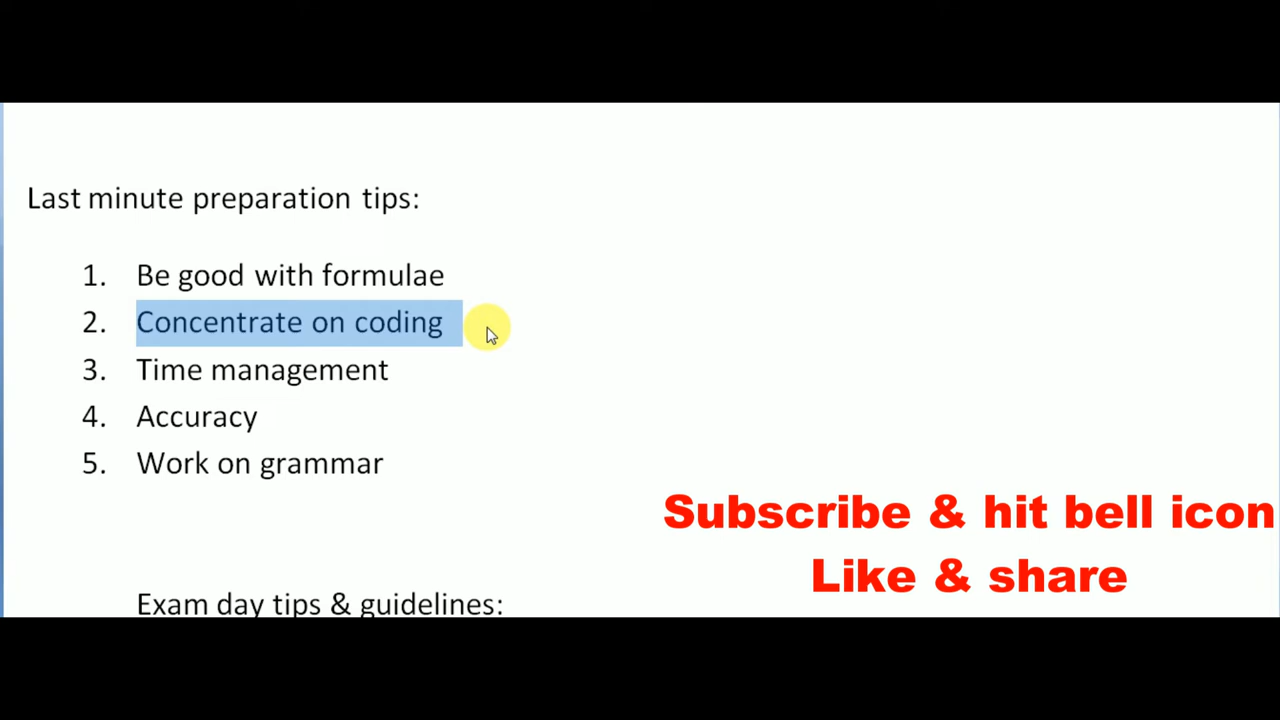 Last minute preparation tips:
1. Be good with formulae
2. Concentrate on coding
3. Time management
4. Accuracy
5. Work on grammar
Subscribe & hit bell icon
Like & share
Exam day tips & guidelines: